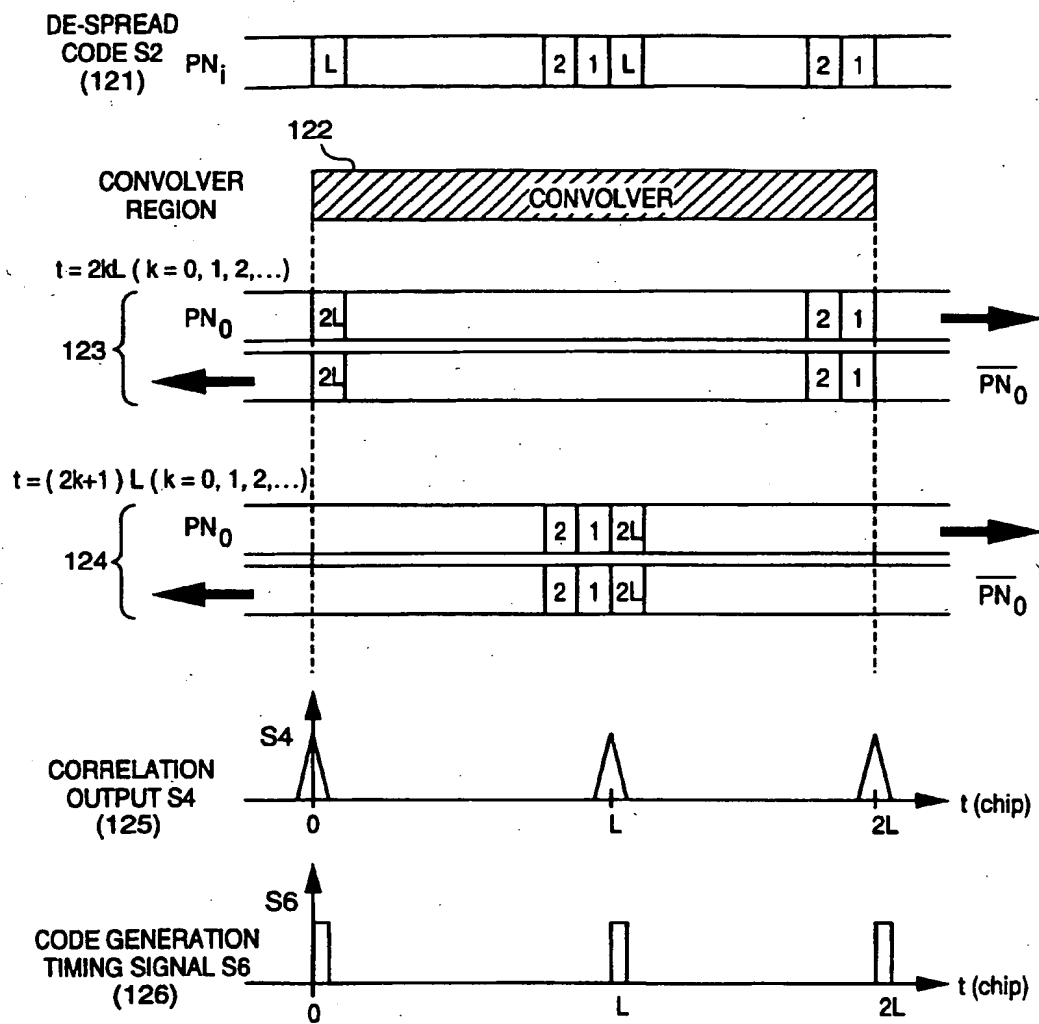 DE-SPREAD
CODE S2
(121)
PNi
L
2 1 L
2 1
122
CONVOLVER
REGION
CONVOLVER
t = 2kL ( k = 0, 1, 2,...)
123
PN0
2L
2 1
2L
2 1
P̅N̅0
t = ( 2k+1 ) L ( k = 0, 1, 2,...)
124
PN0
2 1 2L
2 1 2L
P̅N̅0
CORRELATION
OUTPUT S4
(125)
S4
0
L
2L
t (chip)
CODE GENERATION
TIMING SIGNAL S6
(126)
S6
0
L
2L
t (chip)